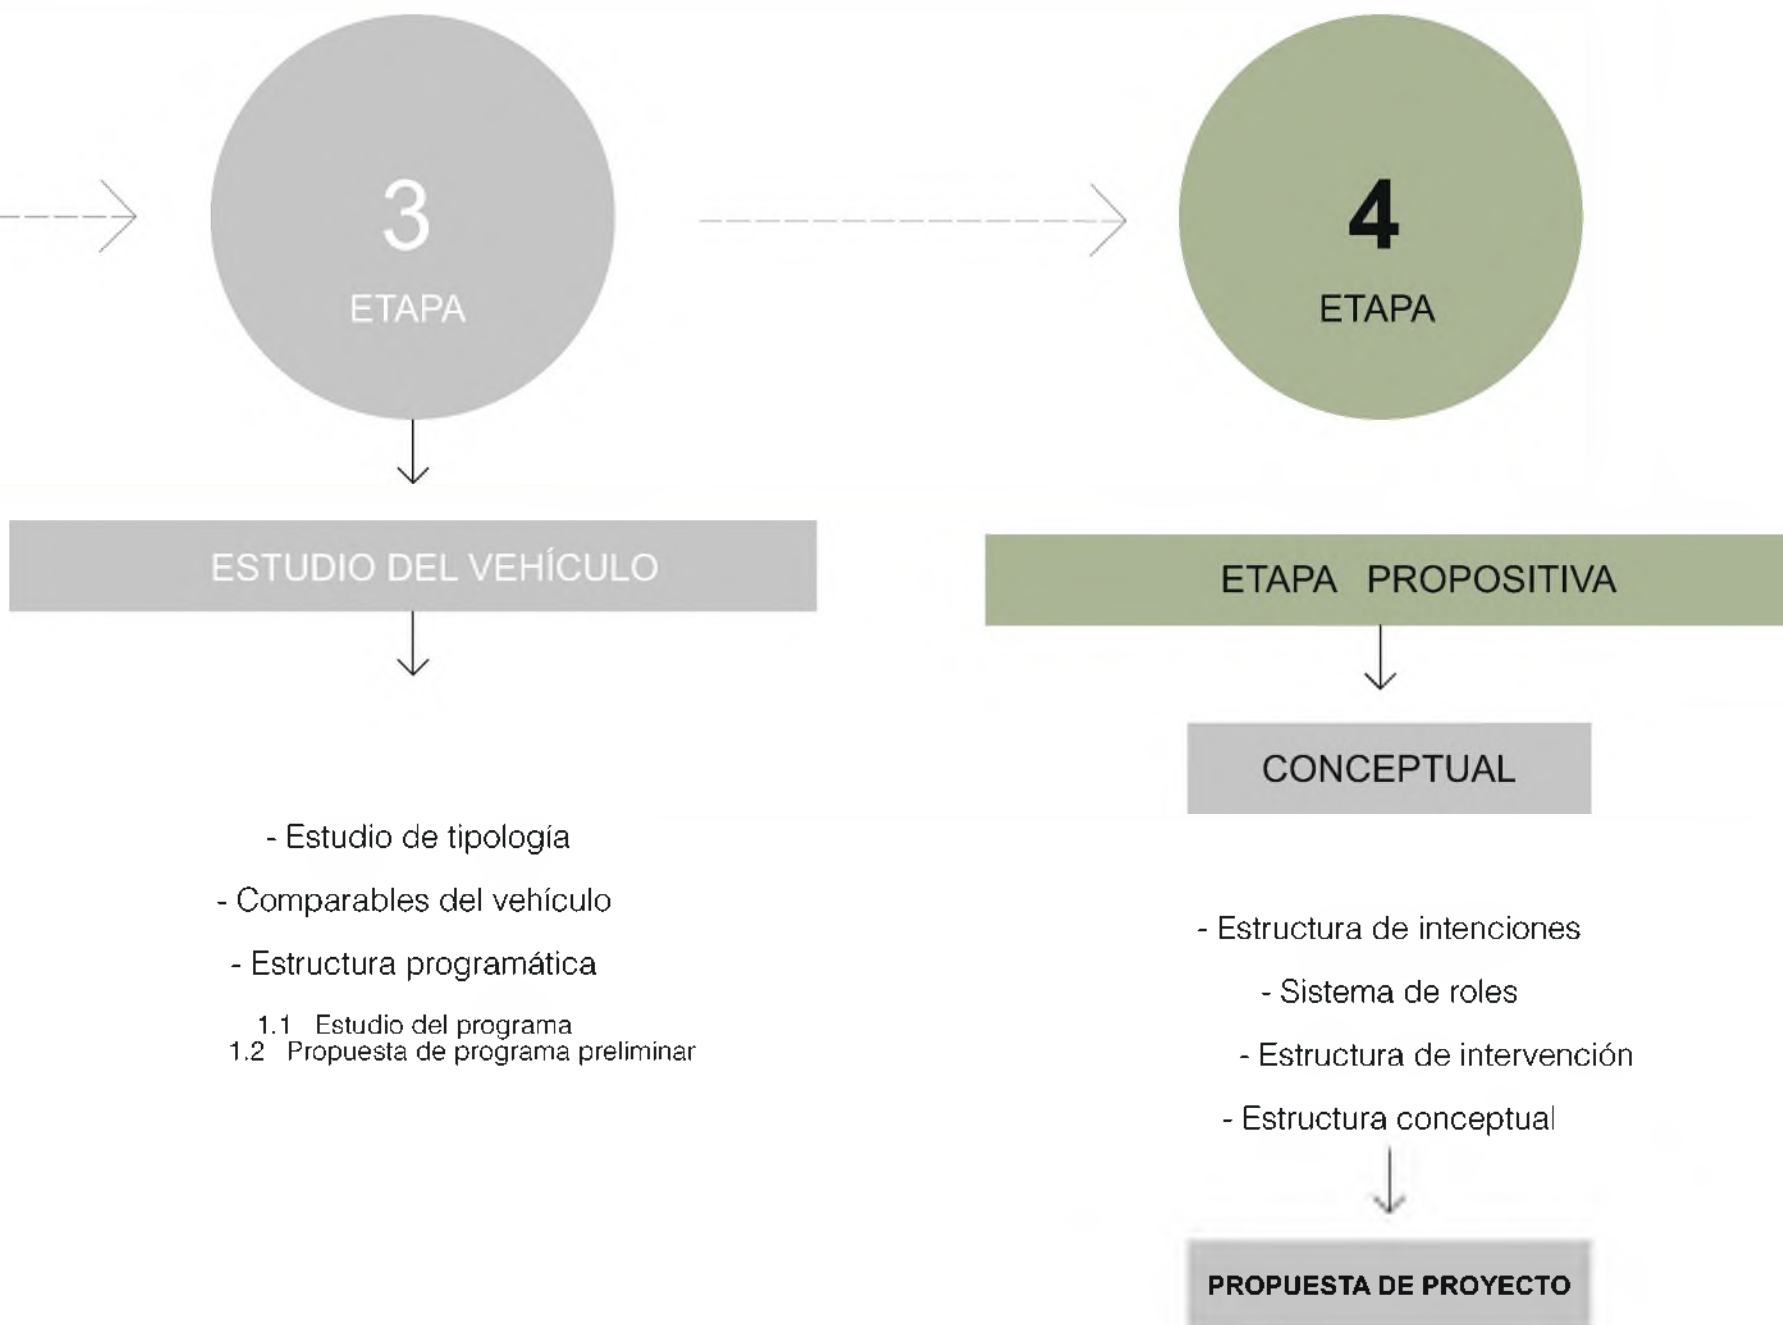 3
ETAPA
ESTUDIO DEL VEHÍCULO
- Estudio de tipología
- Comparables del vehículo
- Estructura programática
1.1 Estudio del programa
1.2 Propuesta de programa preliminar
4
ETAPA
ETAPA PROPOSITIVA
CONCEPTUAL
- Estructura de intenciones
- Sistema de roles
- Estructura de intervención
- Estructura conceptual
PROPUESTA DE PROYECTO